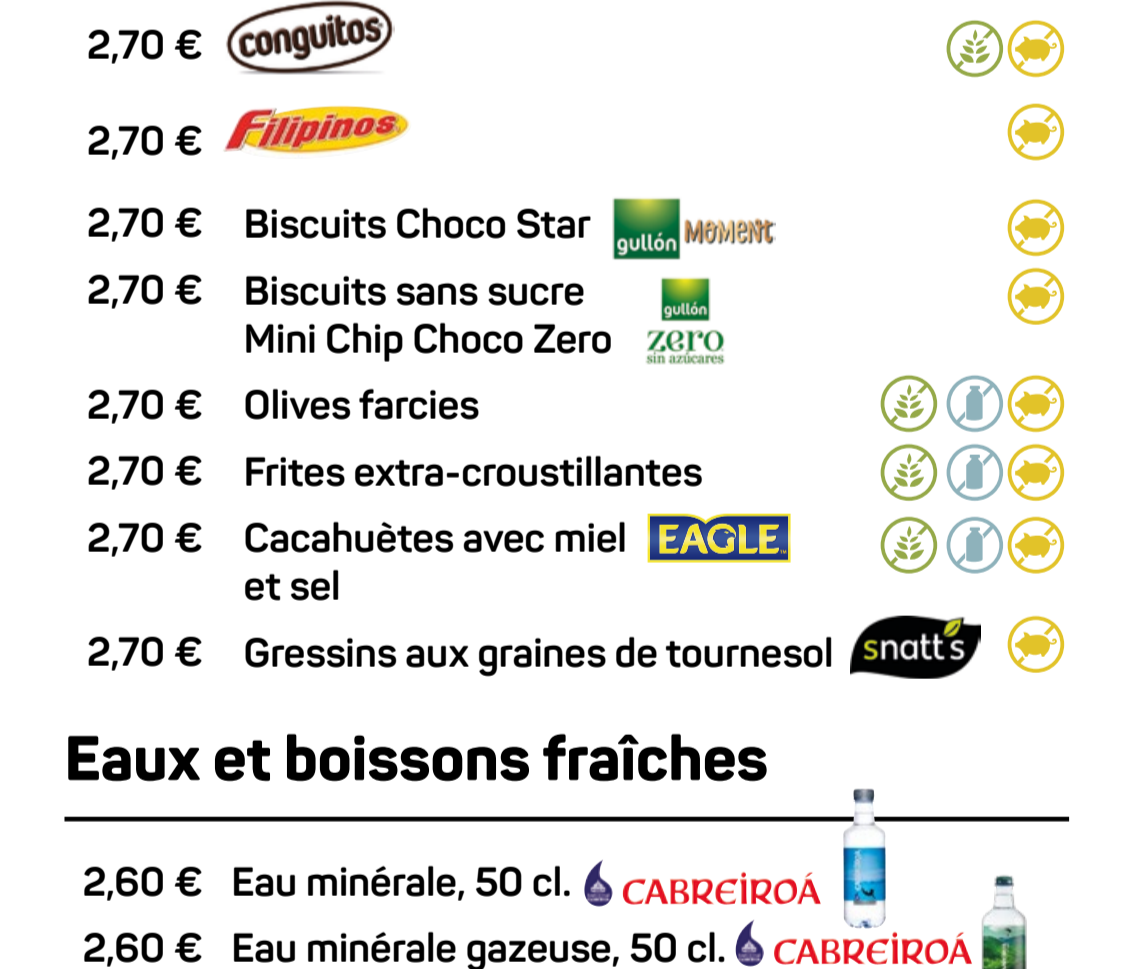 2,70 € conguitos
2,70 € Filipinos
2,70 € Biscuits Choco Star gullón MOMENT
2,70 € Biscuits sans sucre gullón
Mini Chip Choco Zero zero
sin azúcares
2,70 € Olives farcies
2,70 € Frites extra-croustillantes
2,70 € Cacahuètes avec miel EAGLE™
et sel
2,70 € Gressins aux graines de tournesol snatt's
Eaux et boissons fraîches
2,60 € Eau minérale, 50 cl. CABREIROÁ
2,60 € Eau minérale gazeuse, 50 cl. CABREIROÁ